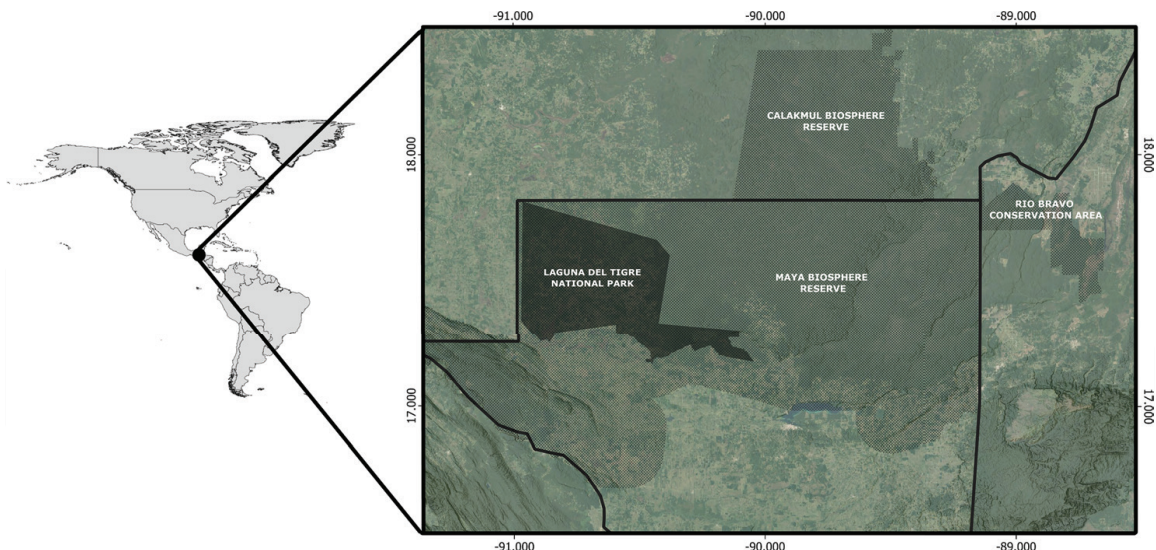 -91.000
-90.000
-89.000
CALAKMUL BIOSPHERE
RESERVE
18.000
18.000
RIO BRAVO
CONSERVATION AREA
LAGUNA DEL TIGRE
NATIONAL PARK
MAYA BIOSPHERE
RESERVE
17.000
17.000
-91.000
-90.000
-89.000